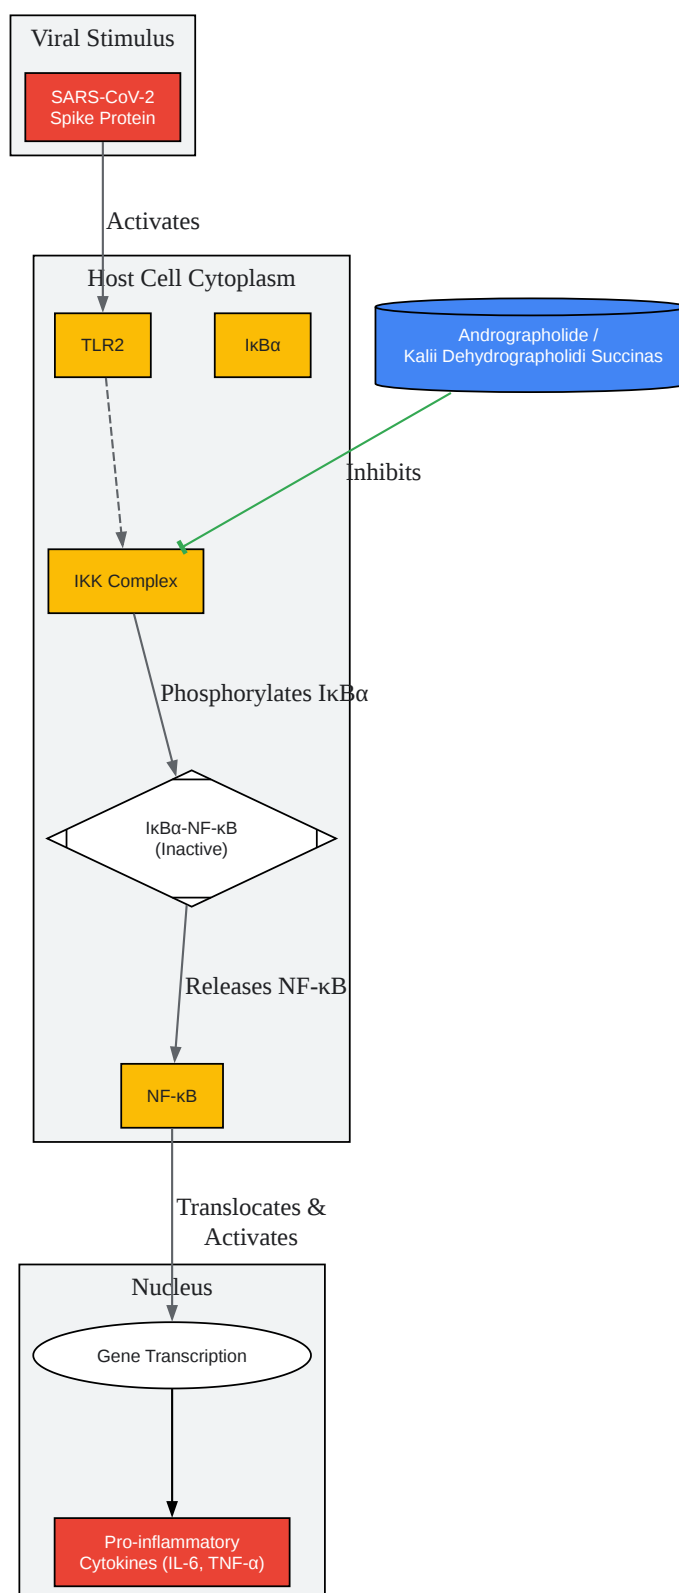 Viral Stimulus
SARS-CoV-2
Spike Protein
Activates
Host Cell Cytoplasm
TLR2
IκBα
Andrographolide /
Kalii Dehydrographolidi Succinas
Inhibits
IKK Complex
Phosphorylates IκBα
IκBα-NF-κB
(Inactive)
Releases NF-κB
NF-κB
Translocates &
Activates
Nucleus
Gene Transcription
Pro-inflammatory
Cytokines (IL-6, TNF-α)